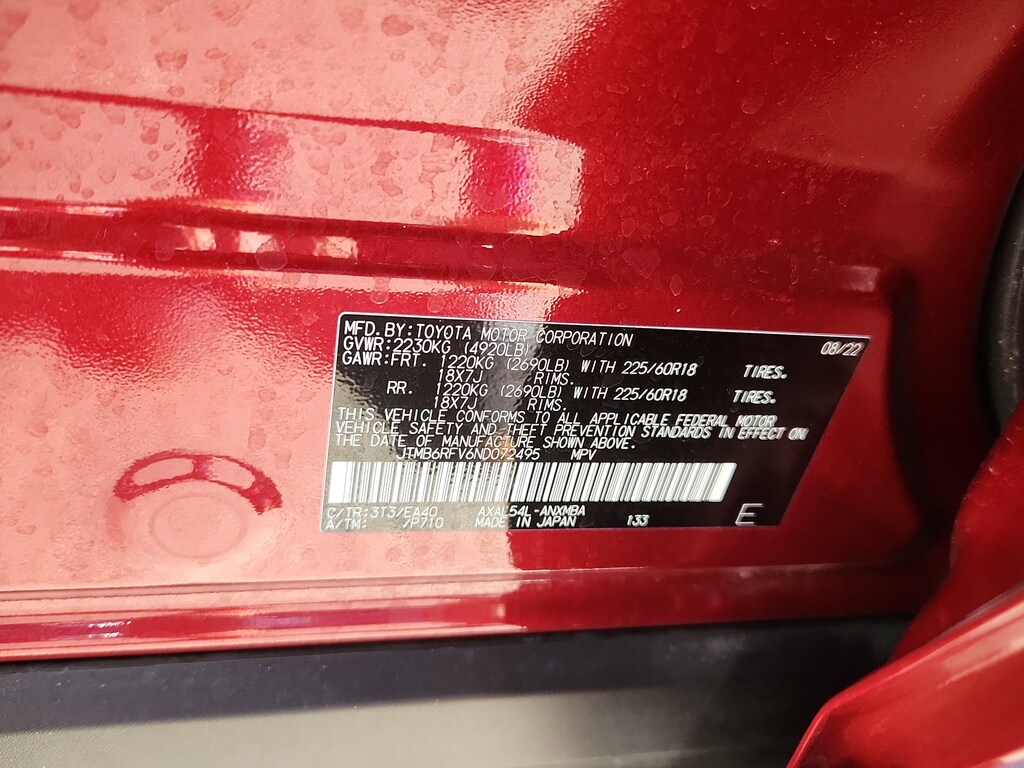 MFD.BY:TOYOTA MOTOR CORPORATION 08/22
GVWR:2230KG (4920LB)
GAWR:FRT. 1220KG (2690LB) WITH 225/60R18 TIRES.
18X7J RIMS.
RR. 1220KG (2690LB) WITH 225/60R18 TIRES.
18X7J RIMS.
THIS VEHICLE CONFORMS TO ALL APPLICABLE FEDERAL MOTOR
VEHICLE SAFETY AND THEFT PREVENTION STANDARDS IN EFFECT ON
THE DATE OF MANUFACTURE SHOWN ABOVE.
JTMB6RFV6ND072495 MPV
C/TR:3T3/EA40 AXAL54L-ANXMBA
A/TM: /P710 MADE IN JAPAN 133 E